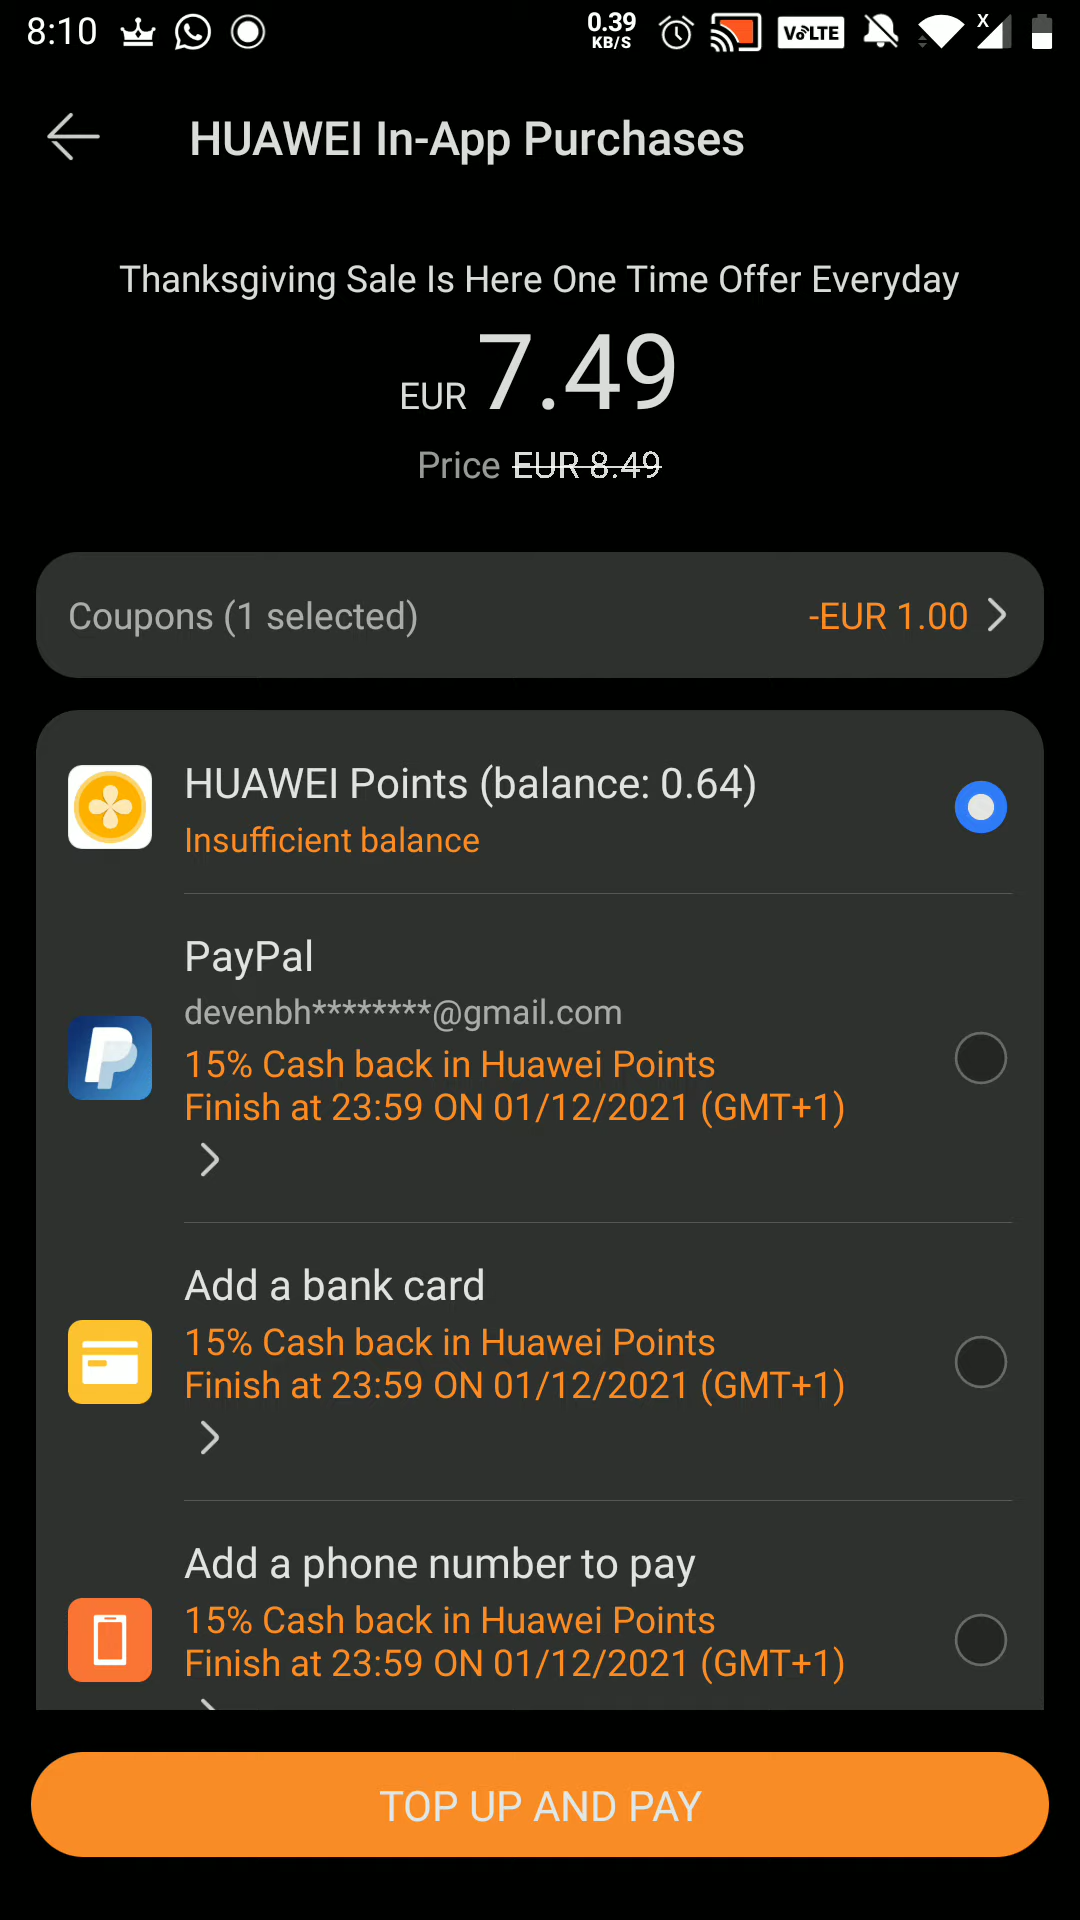 8:10
0.39
KB/S
VoLTE
X
HUAWEI In-App Purchases
Thanksgiving Sale Is Here One Time Offer Everyday
EUR 7.49
Price EUR 8.49
Coupons (1 selected)
-EUR 1.00
HUAWEI Points (balance: 0.64)
Insufficient balance
PayPal
devenbh********@gmail.com
15% Cash back in Huawei Points
Finish at 23:59 ON 01/12/2021 (GMT+1)
Add a bank card
15% Cash back in Huawei Points
Finish at 23:59 ON 01/12/2021 (GMT+1)
Add a phone number to pay
15% Cash back in Huawei Points
Finish at 23:59 ON 01/12/2021 (GMT+1)
TOP UP AND PAY